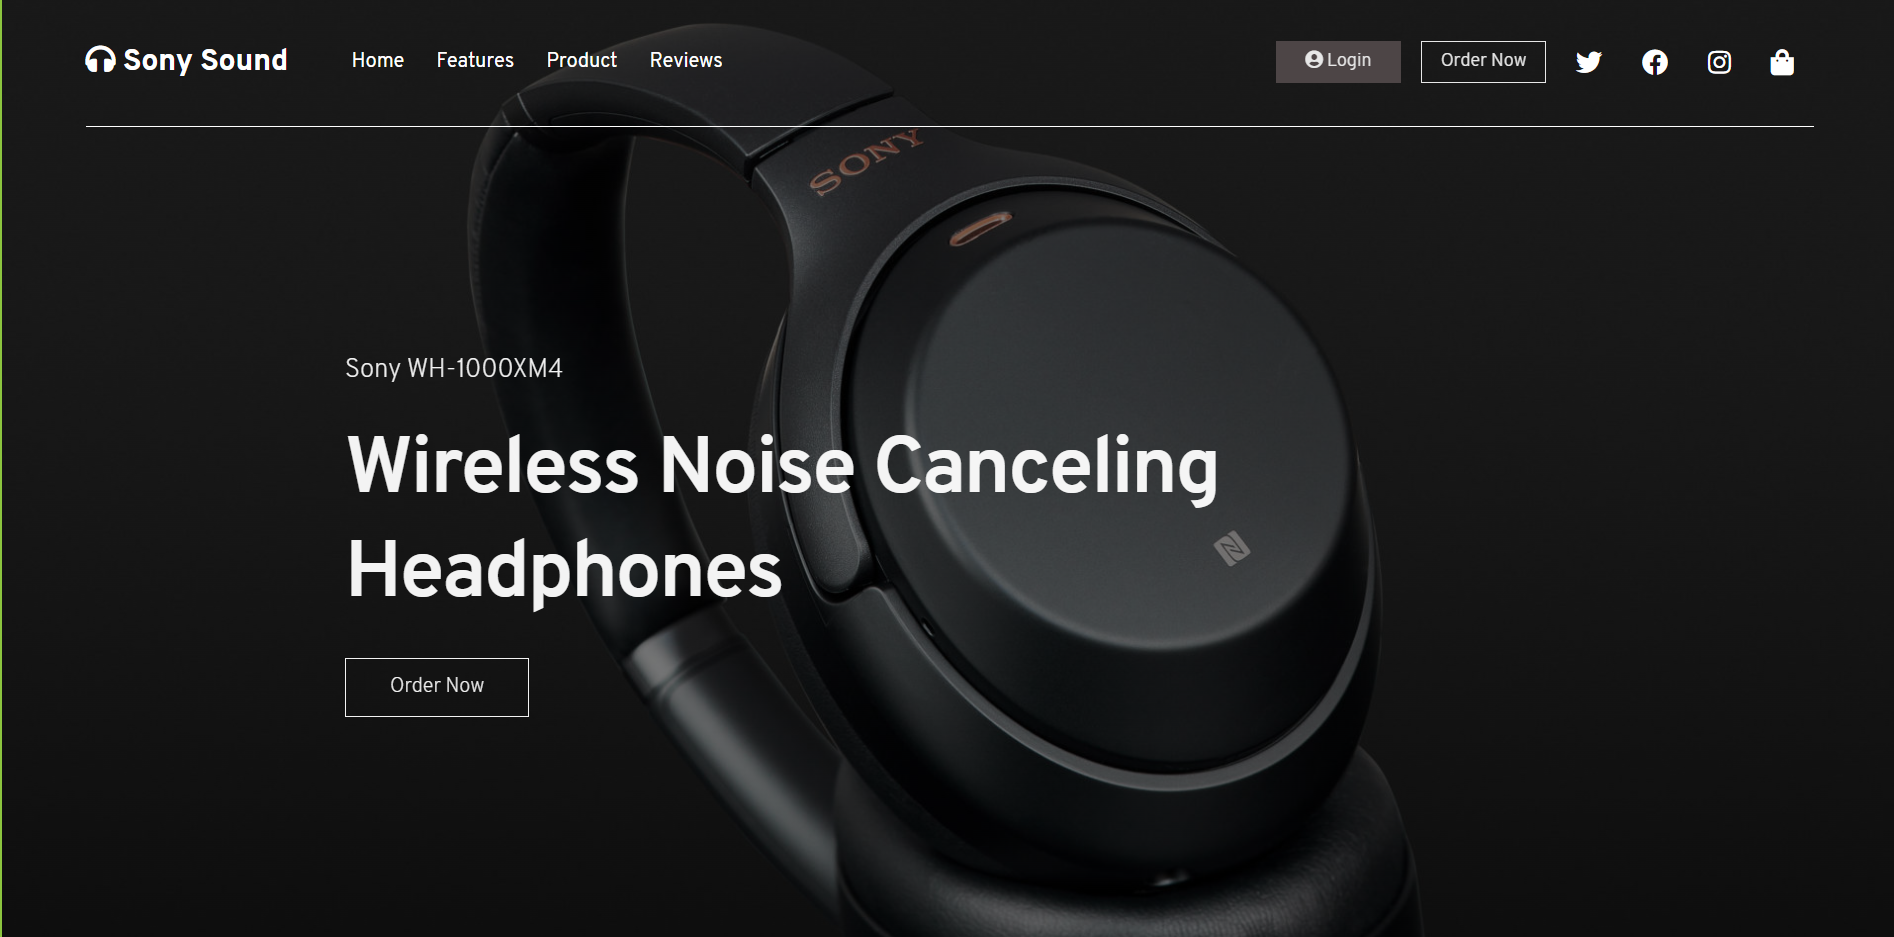 Sony Sound
Home
Features
Product
Reviews
Login
Order Now
SONY
Sony WH-1000XM4
Wireless Noise Canceling
Headphones
Order Now